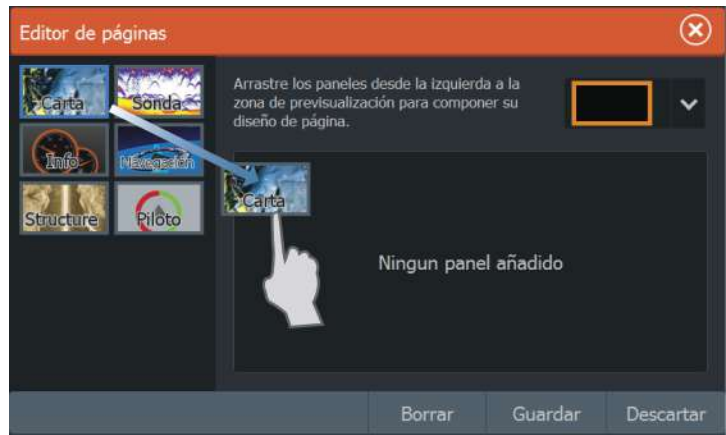 Editor de páginas
Carta
Sonda
Info
Navegación
Structure
Piloto
Arrastre los paneles desde la izquierda a la
zona de previsualización para componer su
diseño de página.
Carta
Ningun panel añadido
Borrar
Guardar
Descartar